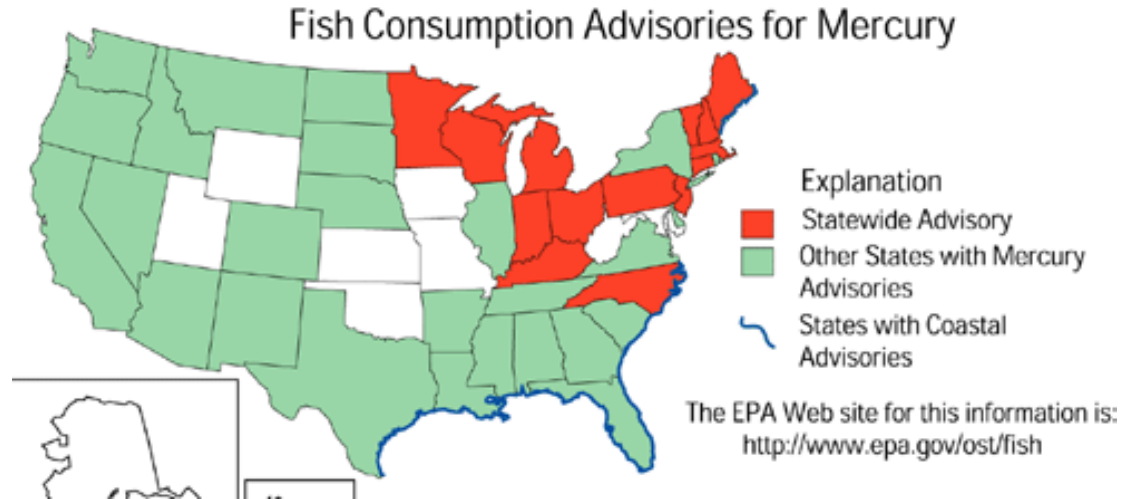 Fish Consumption Advisories for Mercury
Explanation
Statewide Advisory
Other States with Mercury
Advisories
States with Coastal
Advisories
The EPA Web site for this information is:
http://www.epa.gov/ost/fish